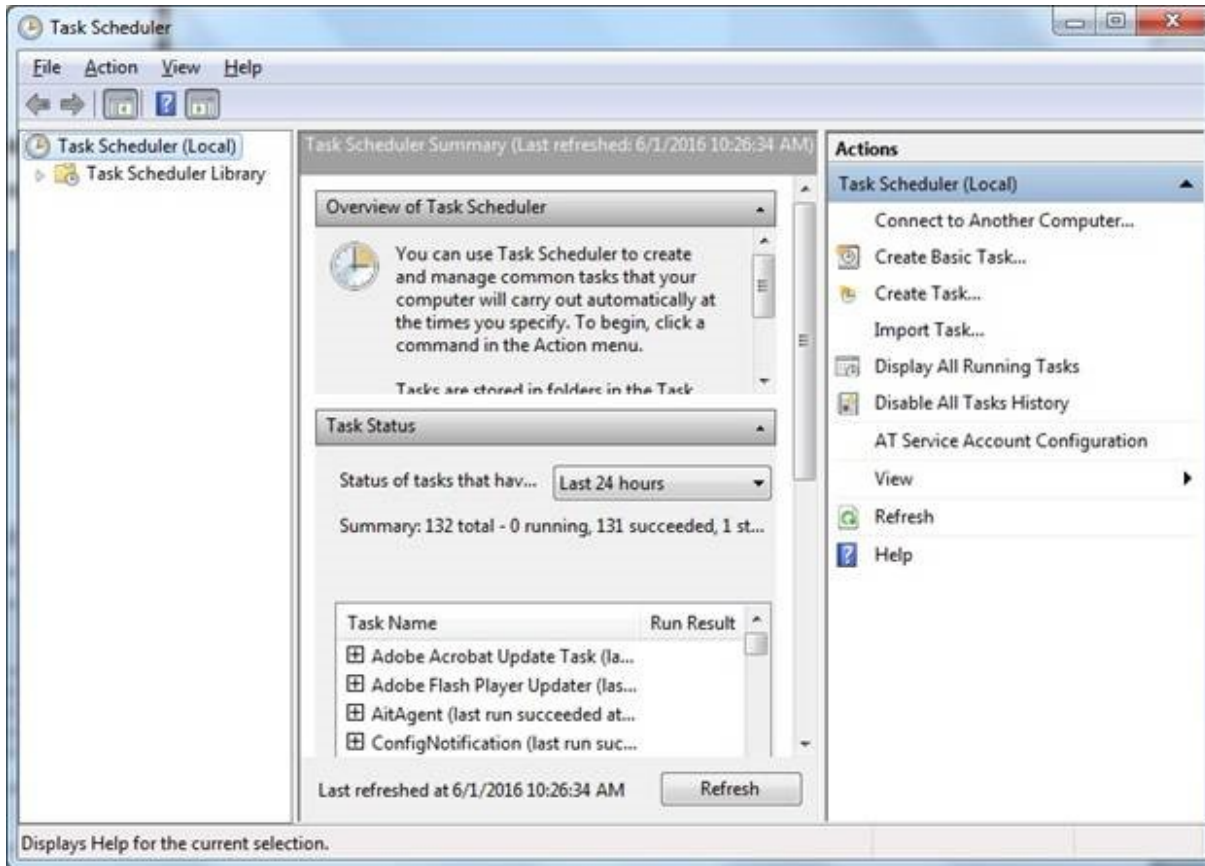 Task Scheduler
File Action View Help
Task Scheduler (Local)
Task Scheduler Library
Task Scheduler Summary (Last refreshed: 6/1/2016 10:26:34 AM)
Overview of Task Scheduler
You can use Task Scheduler to create
and manage common tasks that your
computer will carry out automatically at
the times you specify. To begin, click a
command in the Action menu.
Tasks are stored in folders in the Task
Task Status
Status of tasks that hav... Last 24 hours
Summary: 132 total - 0 running, 131 succeeded, 1 st...
Task Name Run Result
Adobe Acrobat Update Task (la...
Adobe Flash Player Updater (las...
AitAgent (last run succeeded at...
ConfigNotification (last run suc...
Last refreshed at 6/1/2016 10:26:34 AM Refresh
Actions
Task Scheduler (Local)
Connect to Another Computer...
Create Basic Task...
Create Task...
Import Task...
Display All Running Tasks
Disable All Tasks History
AT Service Account Configuration
View
Refresh
Help
Displays Help for the current selection.